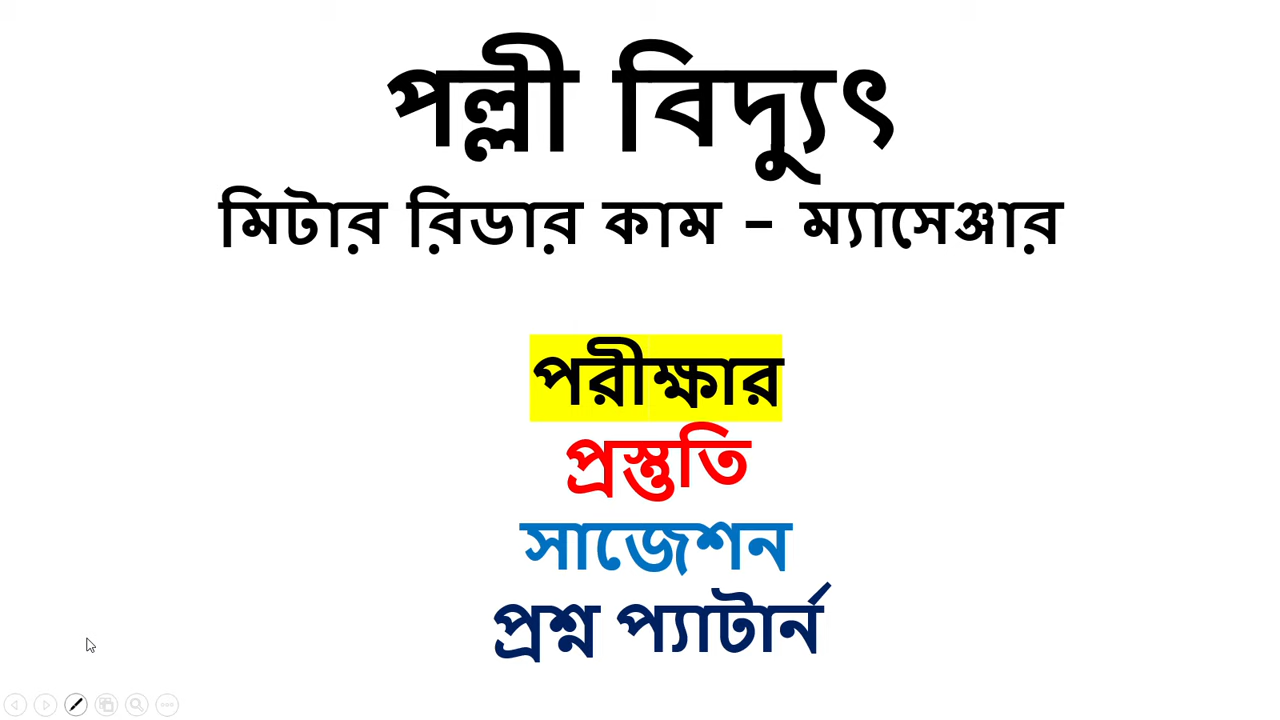 পল্লী বিদ্যুৎ
মিটার রিডার কাম – ম্যাসেঞ্জার
পরীক্ষার
প্রস্তুতি
সাজেশন
প্রশ্ন প্যাটার্ন